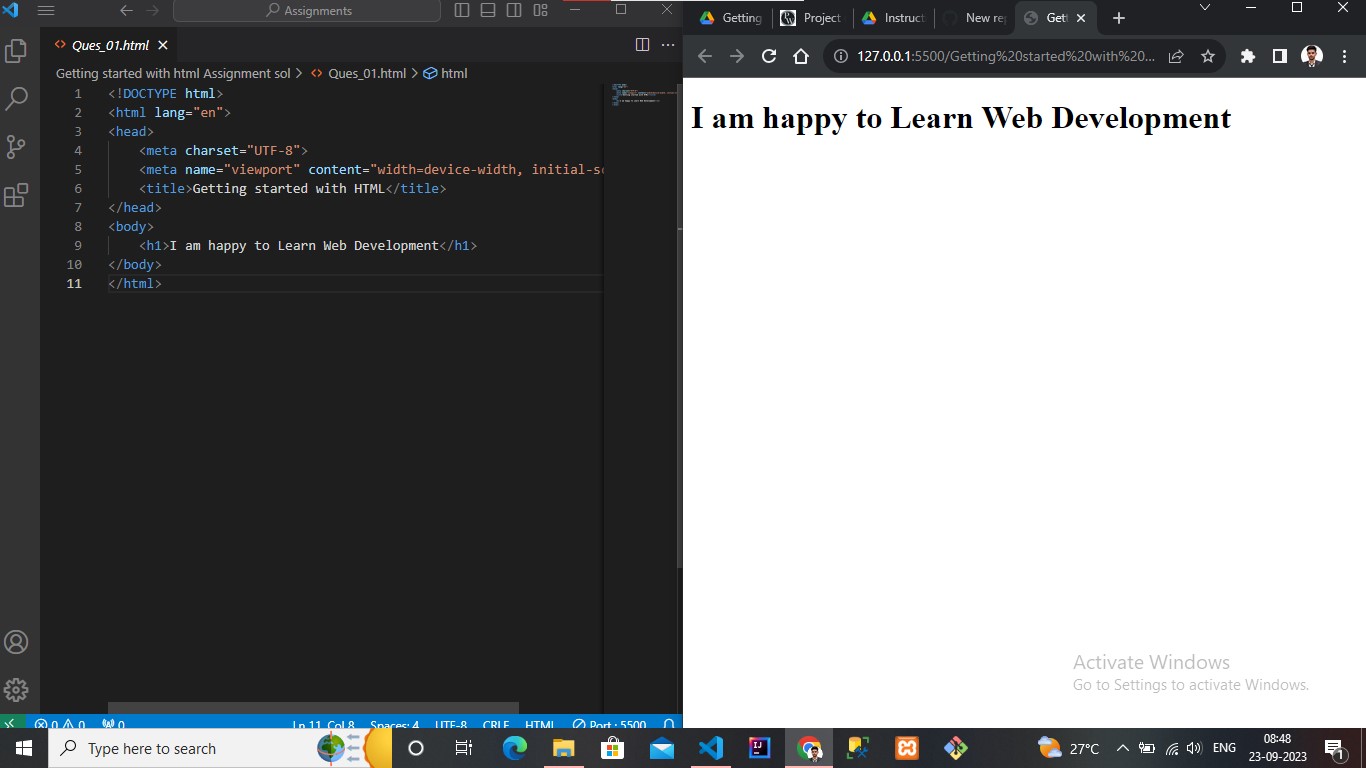 Assignments
Ques_01.html
Getting started with html Assignment sol > Ques_01.html > html
1 <!DOCTYPE html>
2 <html lang="en">
3 <head>
4 <meta charset="UTF-8">
5 <meta name="viewport" content="width=device-width, initial-sc
6 <title>Getting started with HTML</title>
7 </head>
8 <body>
9 <h1>I am happy to Learn Web Development</h1>
10 </body>
11 </html>
0 0 0 Ln 11, Col 8 Spaces: 4 UTF-8 CRLF HTML Port : 5500
Getting Project Instruct New re Get
127.0.0.1:5500/Getting%20started%20with%20...
I am happy to Learn Web Development
Activate Windows
Go to Settings to activate Windows.
Type here to search
IJ
27°C
ENG
08:48
23-09-2023
1